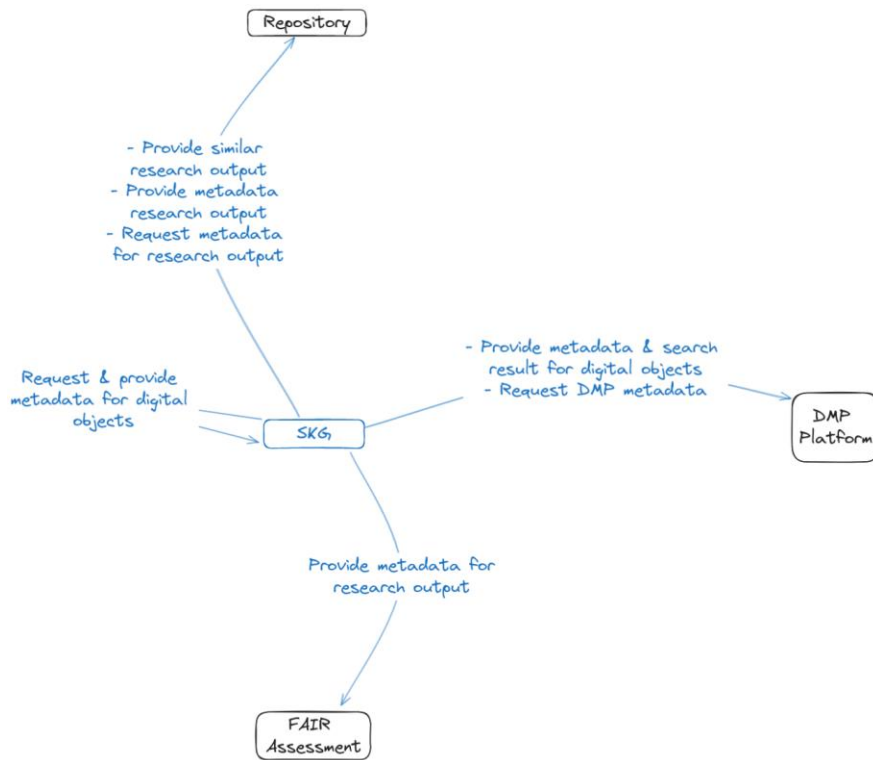 Repository
- Provide similar
research output
- Provide metadata
research output
- Request metadata
for research output
- Provide metadata & search
result for digital objects
- Request DMP metadata
Request & provide
metadata for digital
objects
SKG
DMP
Platform
Provide metadata for
research output
FAIR
Assessment